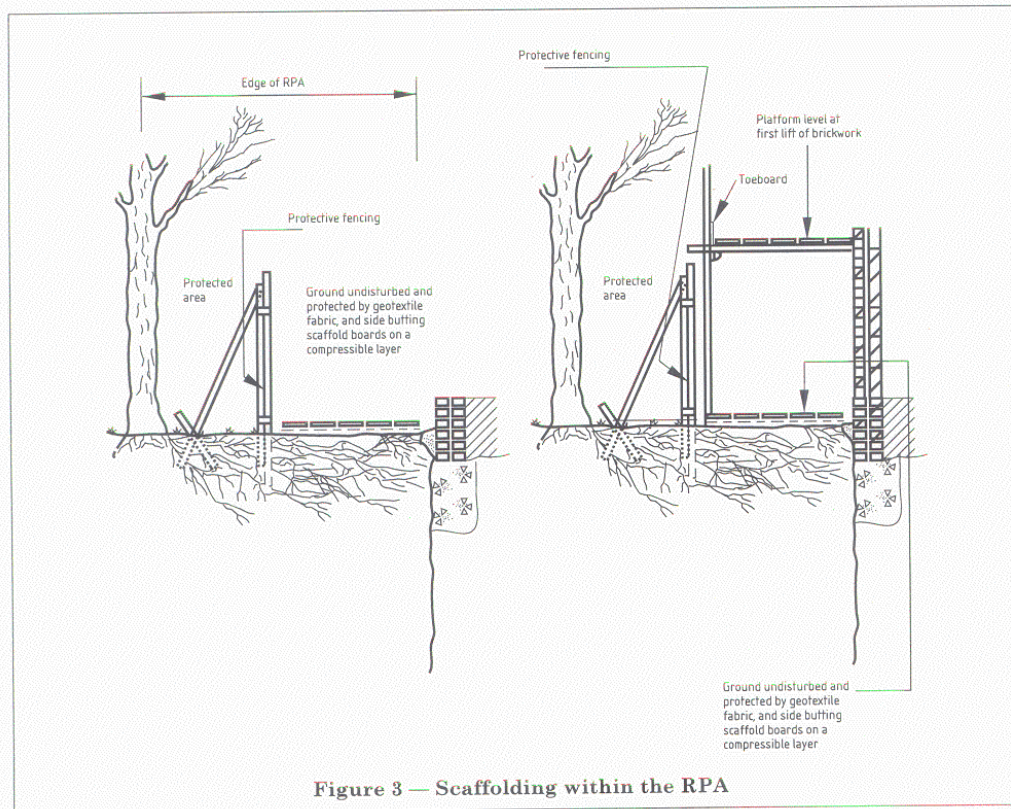 Edge of RPA
Protective fencing
Protected
area
Ground undisturbed and
protected by geotextile
fabric, and side butting
scaffold boards on a
compressible layer
Protective fencing
Platform level at
first lift of brickwork
Toeboard
Protected
area
Ground undisturbed and
protected by geotextile
fabric, and side butting
scaffold boards on a
compressible layer
Figure 3 — Scaffolding within the RPA